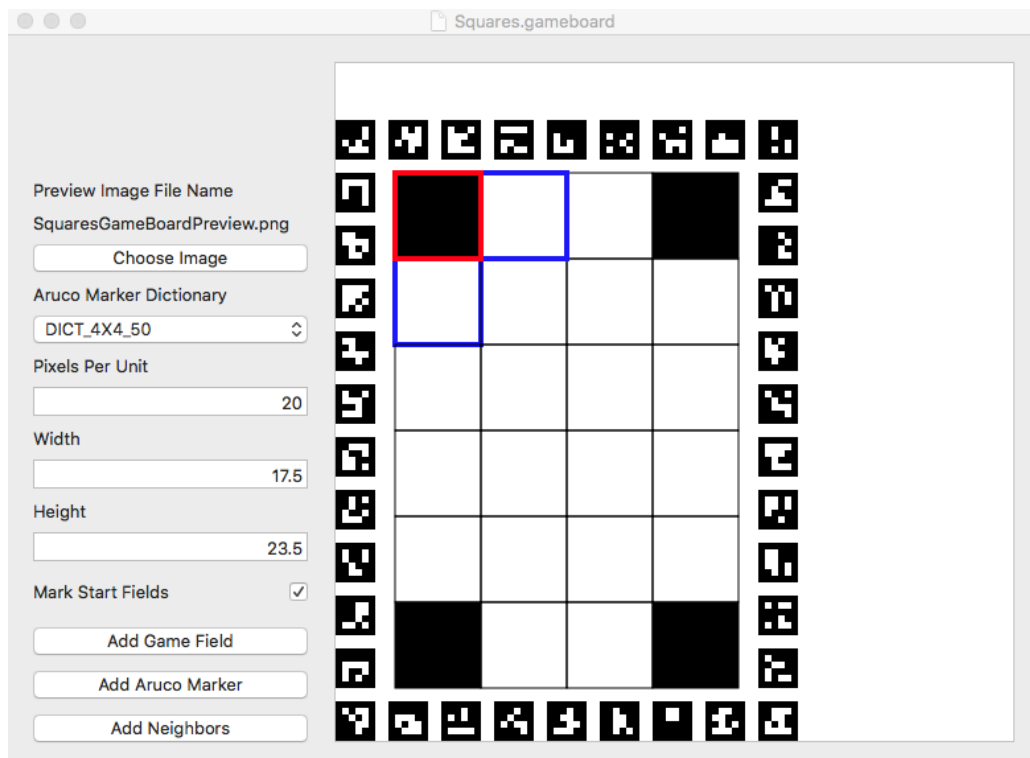 Squares.gameboard
Preview Image File Name
SquaresGameBoardPreview.png
Choose Image
Aruco Marker Dictionary
DICT_4X4_50
Pixels Per Unit
20
Width
17.5
Height
23.5
Mark Start Fields
Add Game Field
Add Aruco Marker
Add Neighbors